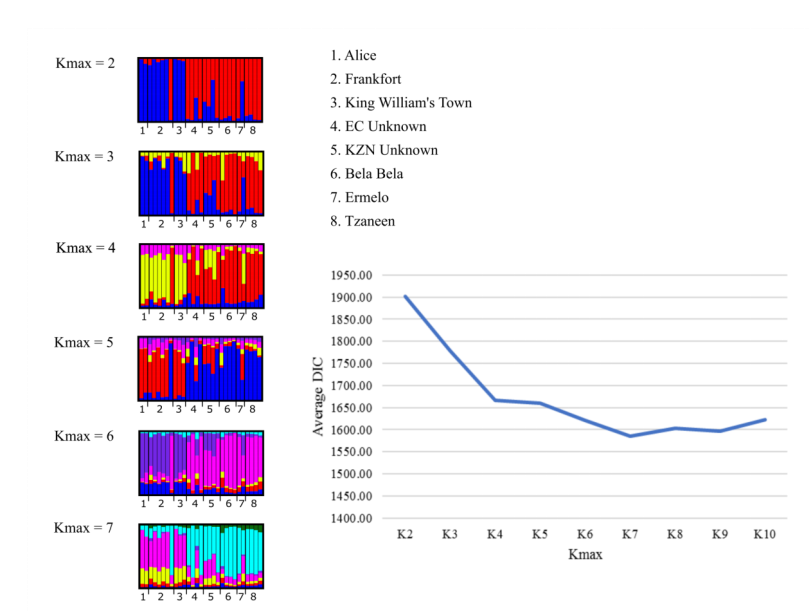 Kmax = 2
1 2 3 4 5 6 7 8
Kmax = 3
1 2 3 4 5 6 7 8
Kmax = 4
1 2 3 4 5 6 7 8
Kmax = 5
1 2 3 4 5 6 7 8
Kmax = 6
1 2 3 4 5 6 7 8
Kmax = 7
1 2 3 4 5 6 7 8
1. Alice
2. Frankfort
3. King William's Town
4. EC Unknown
5. KZN Unknown
6. Bela Bela
7. Ermelo
8. Tzaneen
Average DIC
1950.00
1900.00
1850.00
1800.00
1750.00
1700.00
1650.00
1600.00
1550.00
1500.00
1450.00
1400.00
K2 K3 K4 K5 K6 K7 K8 K9 K10
Kmax